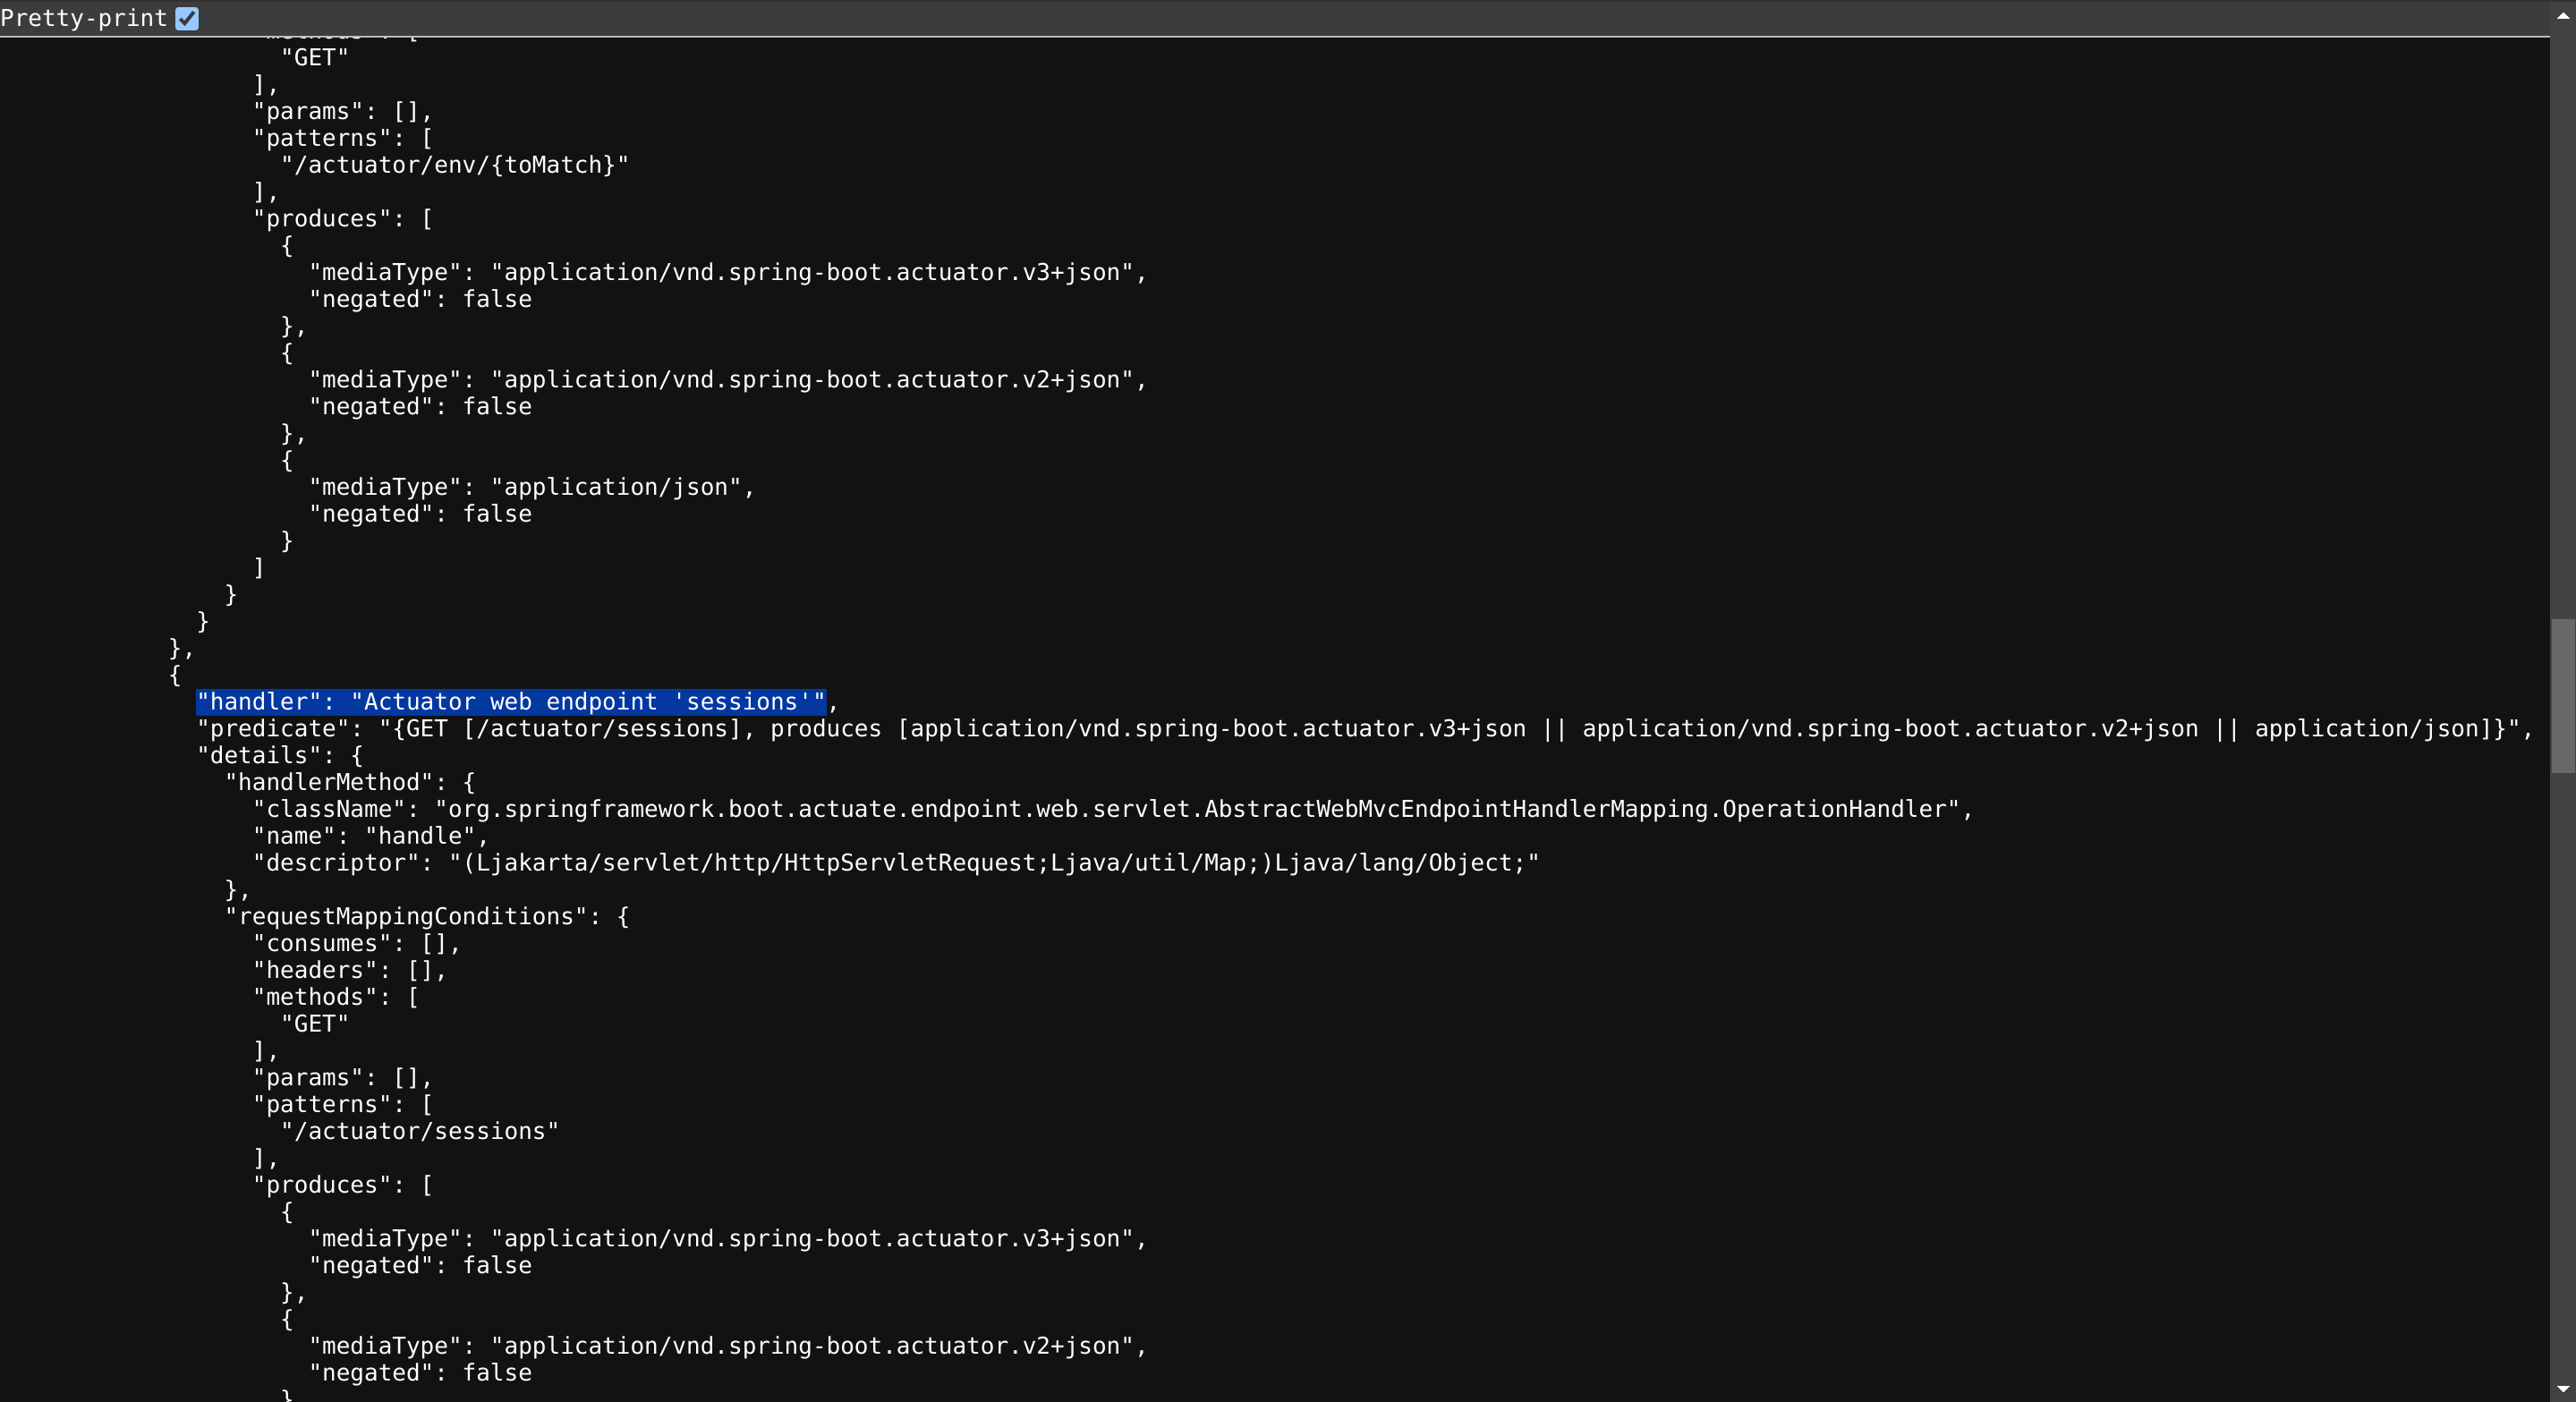 Pretty-print
"GET"
],
"params": [],
"patterns": [
"/actuator/env/{toMatch}"
],
"produces": [
{
"mediaType": "application/vnd.spring-boot.actuator.v3+json",
"negated": false
},
{
"mediaType": "application/vnd.spring-boot.actuator.v2+json",
"negated": false
},
{
"mediaType": "application/json",
"negated": false
}
]
}
}
},
{
"handler": "Actuator web endpoint 'sessions'",
"predicate": "{GET [/actuator/sessions], produces [application/vnd.spring-boot.actuator.v3+json || application/vnd.spring-boot.actuator.v2+json || application/json]}",
"details": {
"handlerMethod": {
"className": "org.springframework.boot.actuate.endpoint.web.servlet.AbstractWebMvcEndpointHandlerMapping.OperationHandler",
"name": "handle",
"descriptor": "(Ljakarta/servlet/http/HttpServletRequest;Ljava/util/Map;)Ljava/lang/Object;"
},
"requestMappingConditions": {
"consumes": [],
"headers": [],
"methods": [
"GET"
],
"params": [],
"patterns": [
"/actuator/sessions"
],
"produces": [
{
"mediaType": "application/vnd.spring-boot.actuator.v3+json",
"negated": false
},
{
"mediaType": "application/vnd.spring-boot.actuator.v2+json",
"negated": false
}